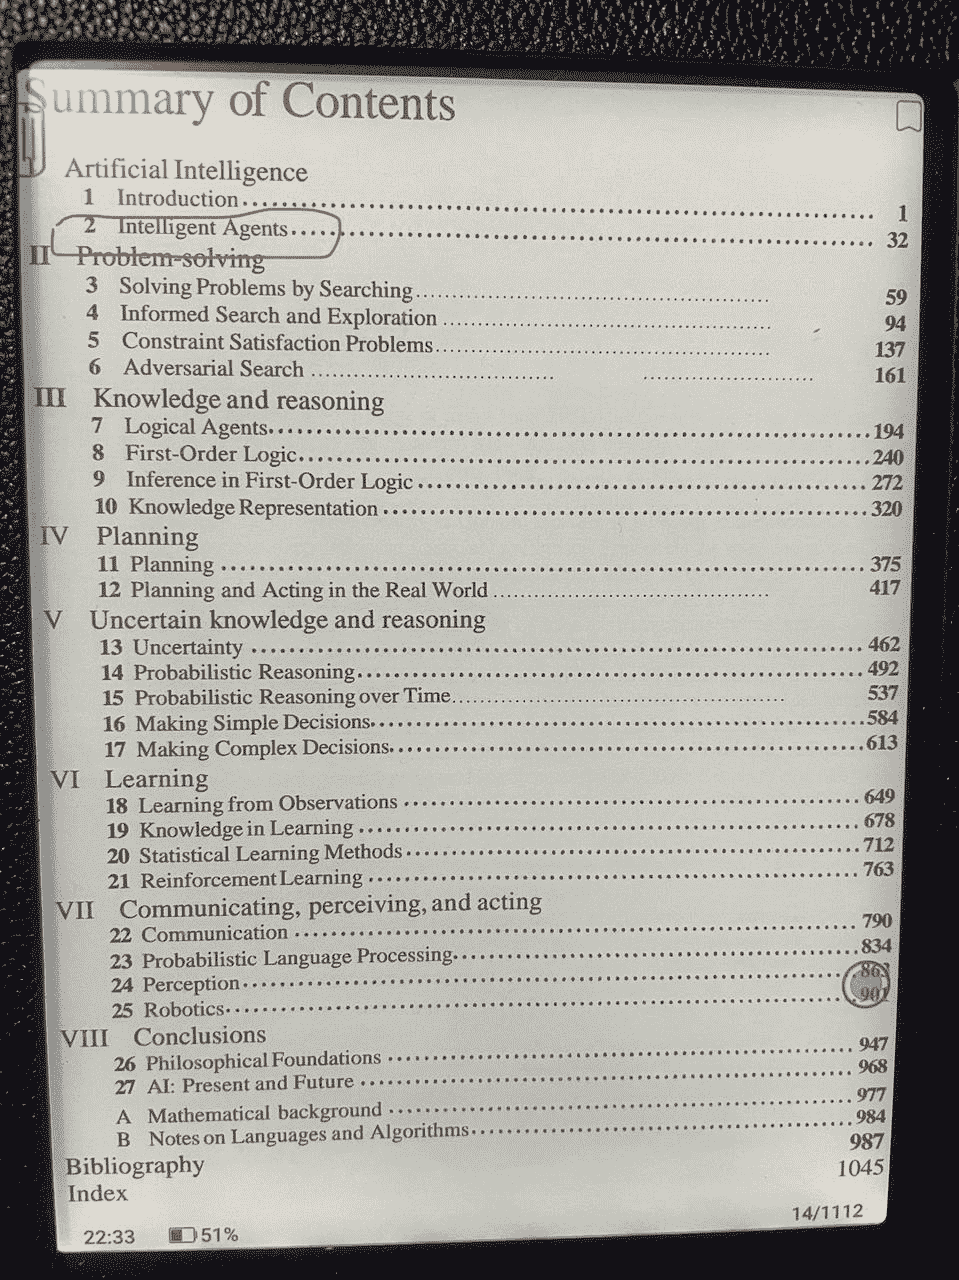 Summary of Contents
Artificial Intelligence
1 Introduction 1
2 Intelligent Agents 32
II Problem-solving
3 Solving Problems by Searching 59
4 Informed Search and Exploration 94
5 Constraint Satisfaction Problems 137
6 Adversarial Search 161
III Knowledge and reasoning
7 Logical Agents 194
8 First-Order Logic 240
9 Inference in First-Order Logic 272
10 Knowledge Representation 320
IV Planning
11 Planning 375
12 Planning and Acting in the Real World 417
V Uncertain knowledge and reasoning
13 Uncertainty 462
14 Probabilistic Reasoning 492
15 Probabilistic Reasoning over Time 537
16 Making Simple Decisions 584
17 Making Complex Decisions 613
VI Learning
18 Learning from Observations 649
19 Knowledge in Learning 678
20 Statistical Learning Methods 712
21 Reinforcement Learning 763
VII Communicating, perceiving, and acting
22 Communication 790
23 Probabilistic Language Processing 834
24 Perception
25 Robotics 901
VIII Conclusions
26 Philosophical Foundations 947
27 AI: Present and Future 968
A Mathematical background 977
B Notes on Languages and Algorithms 984
Bibliography 987
Index 1045
14/1112
22:33 51%